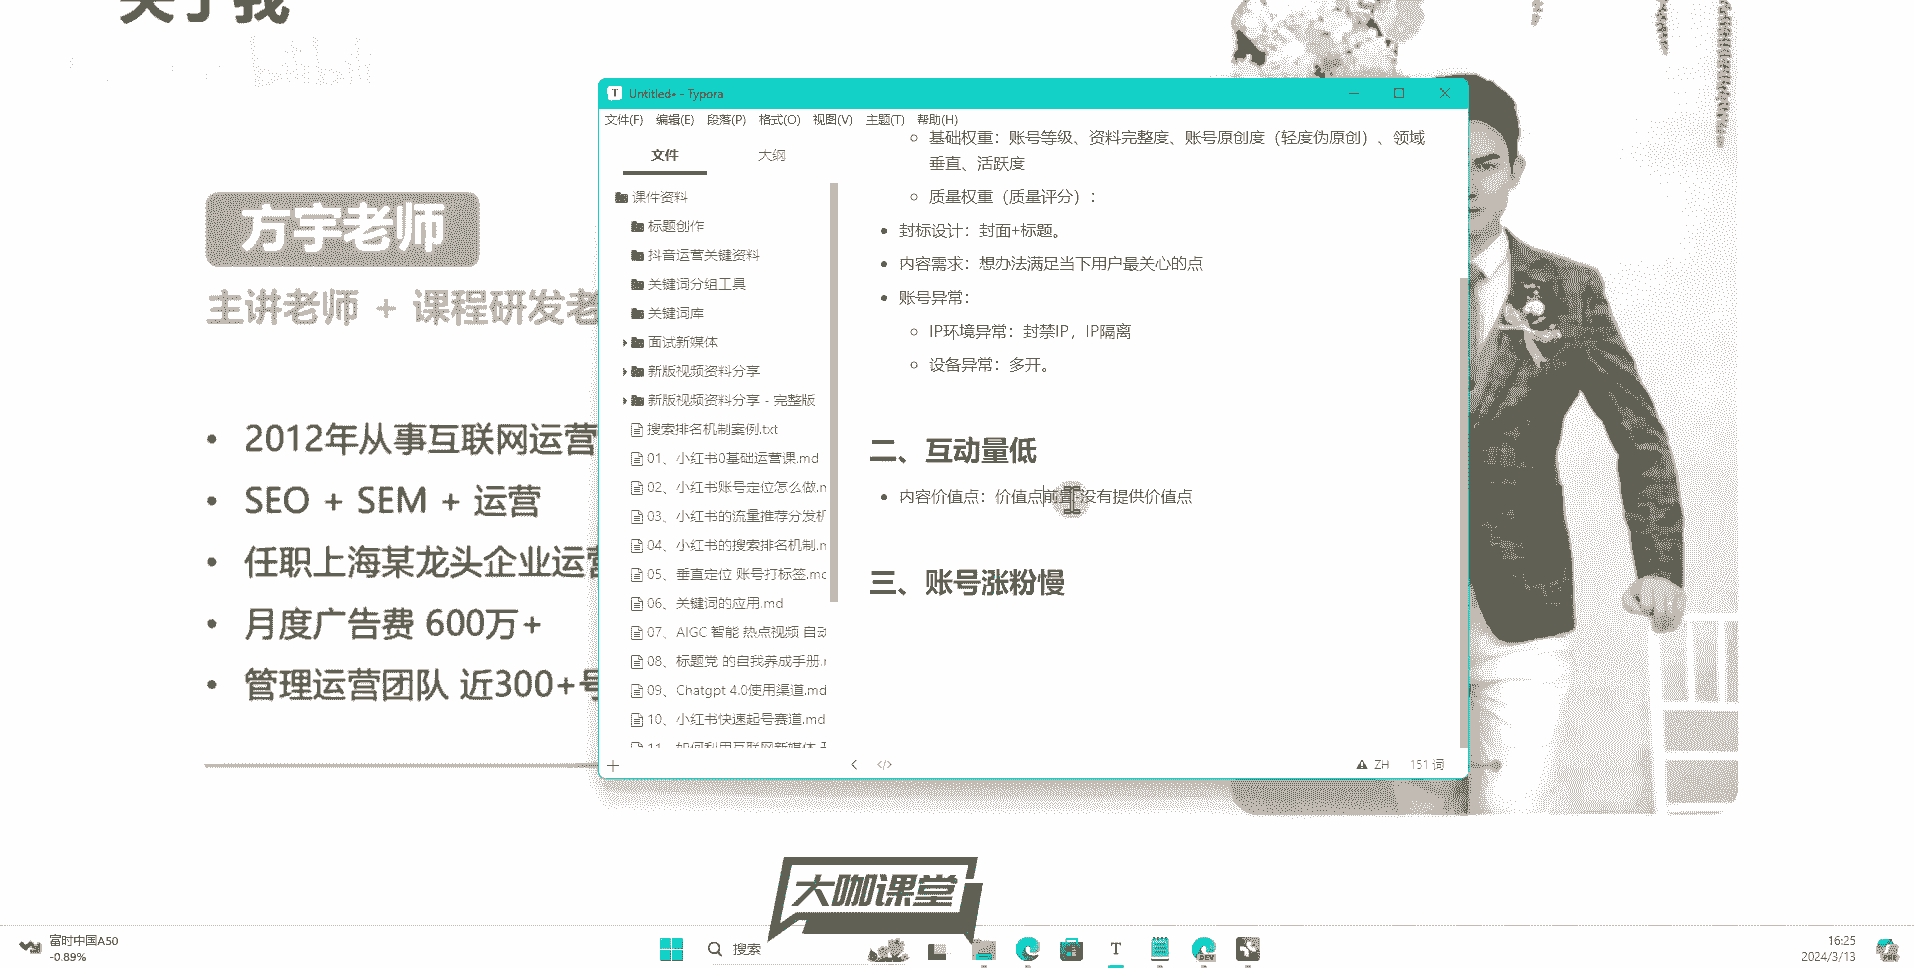 关于我
bilibili
方宇老师
主讲老师 + 课程研发老
2012年从事互联网运营
SEO + SEM + 运营
任职上海某龙头企业运营
月度广告费 600万+
管理运营团队 近300+号
T Untitled• - Typora
文件(F) 编辑(E) 段落(P) 格式(O) 视图(V) 主题(T) 帮助(H)
文件 大纲
课件资料
标题创作
抖音运营关键资料
关键词分组工具
关键词库
面试新媒体
新版视频资料分享
新版视频资料分享 - 完整版
搜索排名机制案例.txt
01、小红书0基础运营课.md
02、小红书账号定位怎么做.m
03、小红书的流量推荐分发机
04、小红书的搜索排名机制.m
05、垂直定位 账号打标签.md
06、关键词的应用.md
07、AIGC 智能 热点视频 自动
08、标题党 的自我养成手册.m
09、Chatgpt 4.0使用渠道.md
10、小红书快速起号赛道.md
11、如何利用互联网新媒体
基础权重：账号等级、资料完整度、账号原创度（轻度伪原创）、领域
垂直、活跃度
质量权重（质量评分）：
封标设计：封面+标题。
内容需求：想办法满足当下用户最关心的点
账号异常：
IP环境异常：封禁IP，IP隔离
设备异常：多开。
二、互动量低
内容价值点：价值点前置 没有提供价值点
三、账号涨粉慢
ZH 151 词
大咖课堂
富时中国A50
-0.89%
搜索
T
DEV
16:25
2024/3/13
PRE